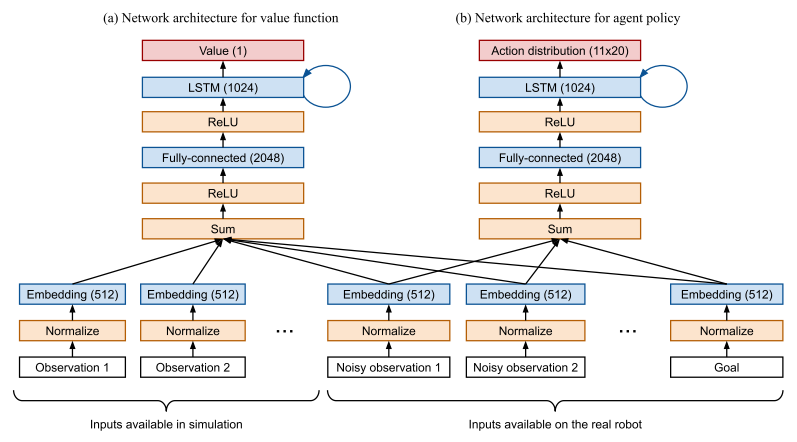 (a) Network architecture for value function
(b) Network architecture for agent policy
Value (1)
Action distribution (11x20)
LSTM (1024)
LSTM (1024)
ReLU
ReLU
Fully-connected (2048)
Fully-connected (2048)
ReLU
ReLU
Sum
Sum
Embedding (512)
Embedding (512)
Embedding (512)
Embedding (512)
Embedding (512)
Normalize
Normalize
...
Normalize
Normalize
...
Normalize
Observation 1
Observation 2
Noisy observation 1
Noisy observation 2
Goal
Inputs available in simulation
Inputs available on the real robot